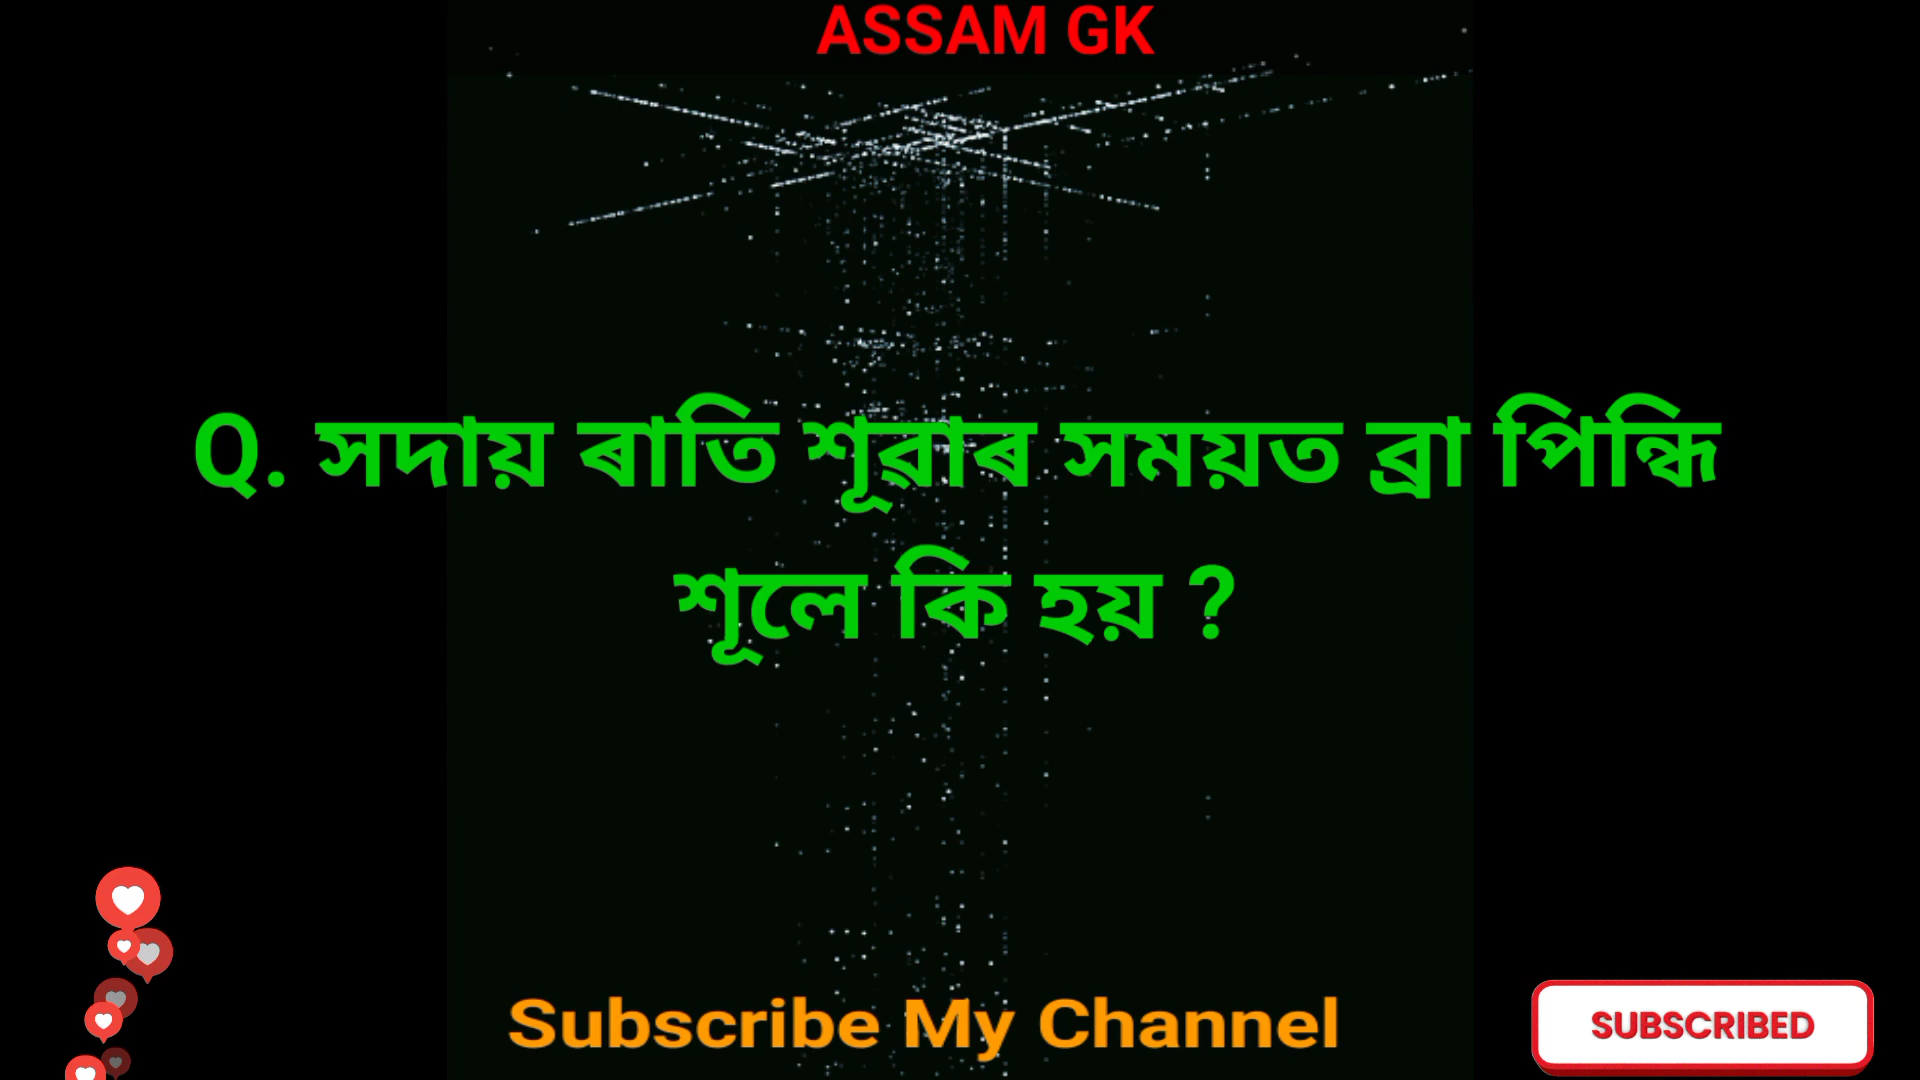 ASSAM GK
Q. সদায় ৰাতি শূৱাৰ সময়ত ব্ৰা পিন্ধি
শূলে কি হয় ?
Subscribe My Channel
SUBSCRIBED